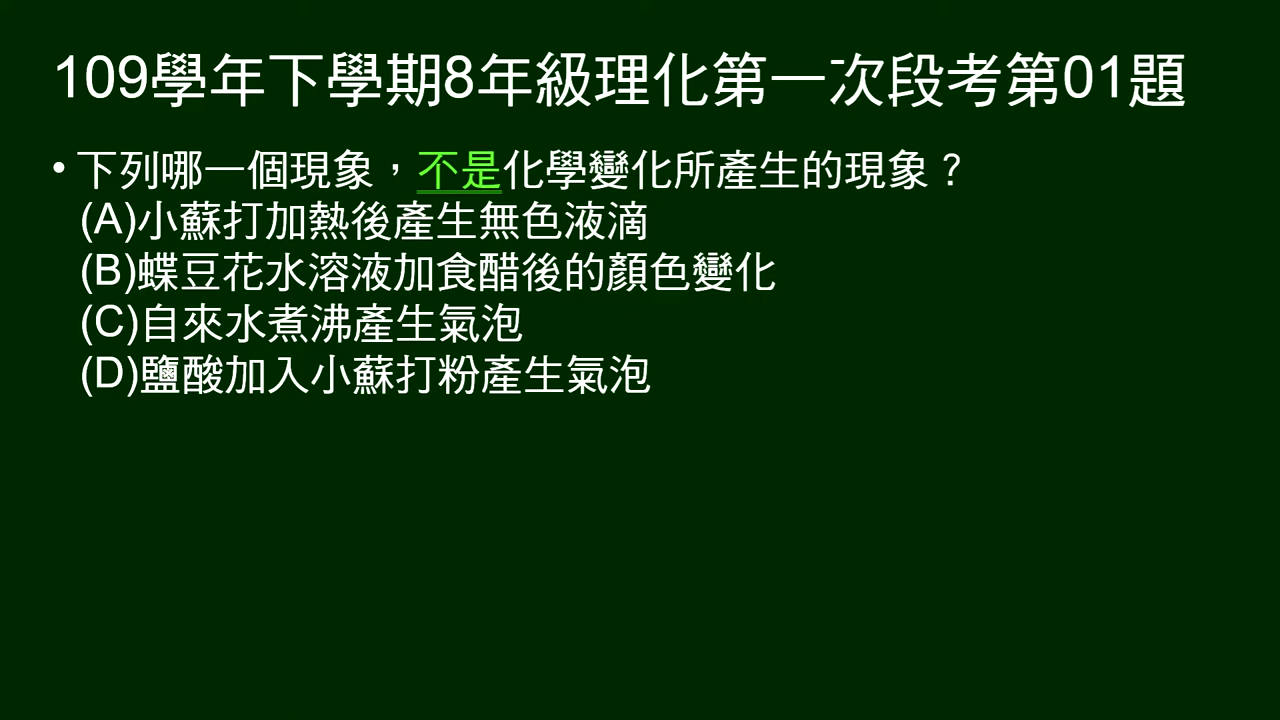 109學年下學期8年級理化第一次段考第01題
•下列哪一個現象，不是化學變化所產生的現象？
(A)小蘇打加熱後產生無色液滴
(B)蝶豆花水溶液加食醋後的顏色變化
(C)自來水煮沸產生氣泡
(D)鹽酸加入小蘇打粉產生氣泡